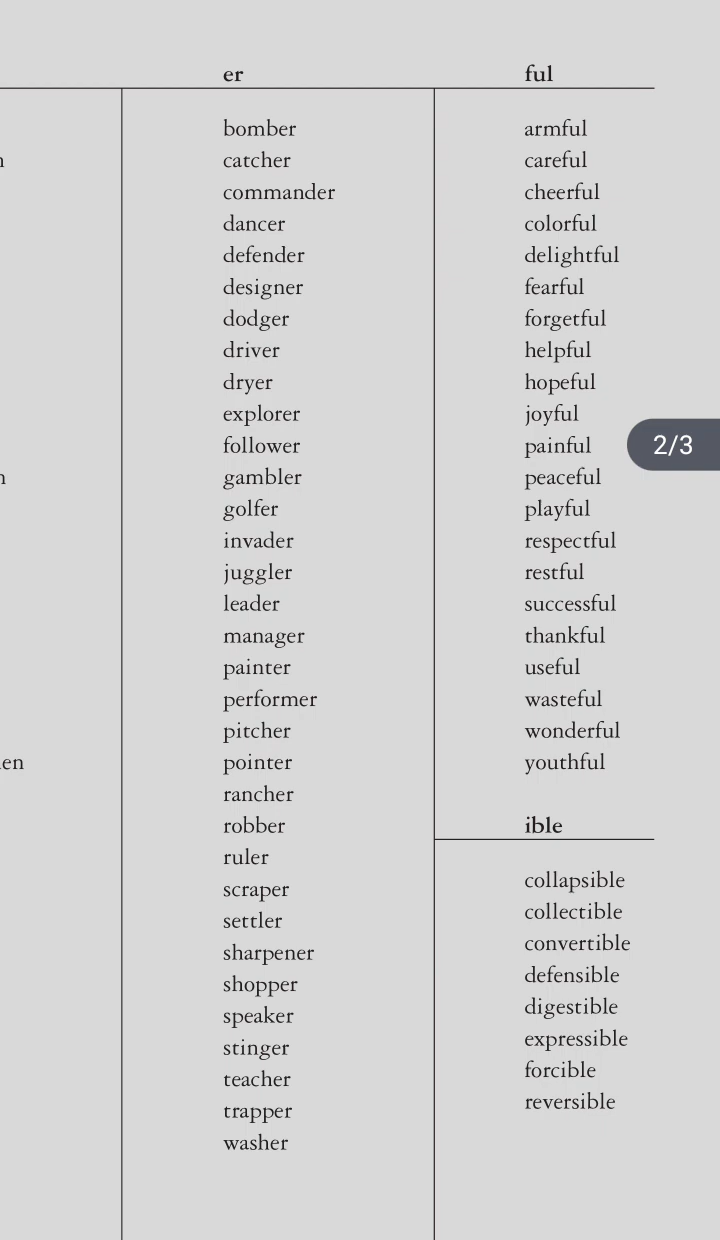 er
bomber
catcher
commander
dancer
defender
designer
dodger
driver
dryer
explorer
follower
gambler
golfer
invader
juggler
leader
manager
painter
performer
pitcher
pointer
rancher
robber
ruler
scraper
settler
sharpener
shopper
speaker
stinger
teacher
trapper
washer
ful
armful
careful
cheerful
colorful
delightful
fearful
forgetful
helpful
hopeful
joyful
painful
peaceful
playful
respectful
restful
successful
thankful
useful
wasteful
wonderful
youthful
ible
collapsible
collectible
convertible
defensible
digestible
expressible
forcible
reversible
2/3